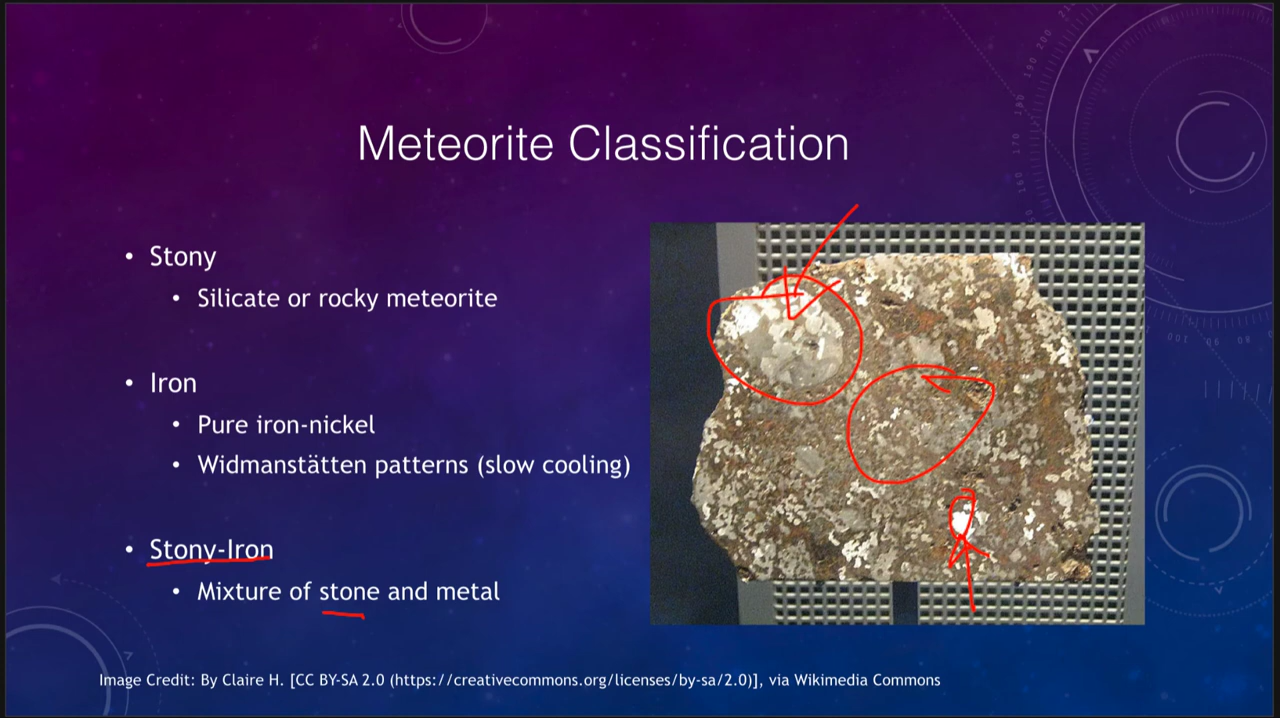 Meteorite Classification
• Stony
• Silicate or rocky meteorite
• Iron
• Pure iron-nickel
• Widmanstätten patterns (slow cooling)
• Stony-Iron
• Mixture of stone and metal
Image Credit: By Claire H. [CC BY-SA 2.0 (https://creativecommons.org/licenses/by-sa/2.0)], via Wikimedia Commons